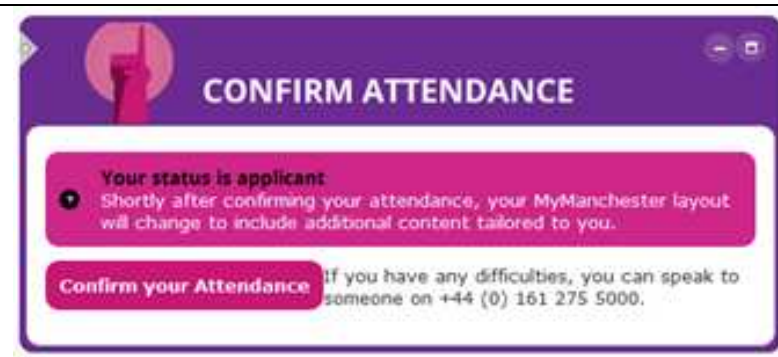 CONFIRM ATTENDANCE
Your status is applicant
Shortly after confirming your attendance, your MyManchester layout
will change to include additional content tailored to you.
Confirm your Attendance
If you have any difficulties, you can speak to
someone on +44 (0) 161 275 5000.